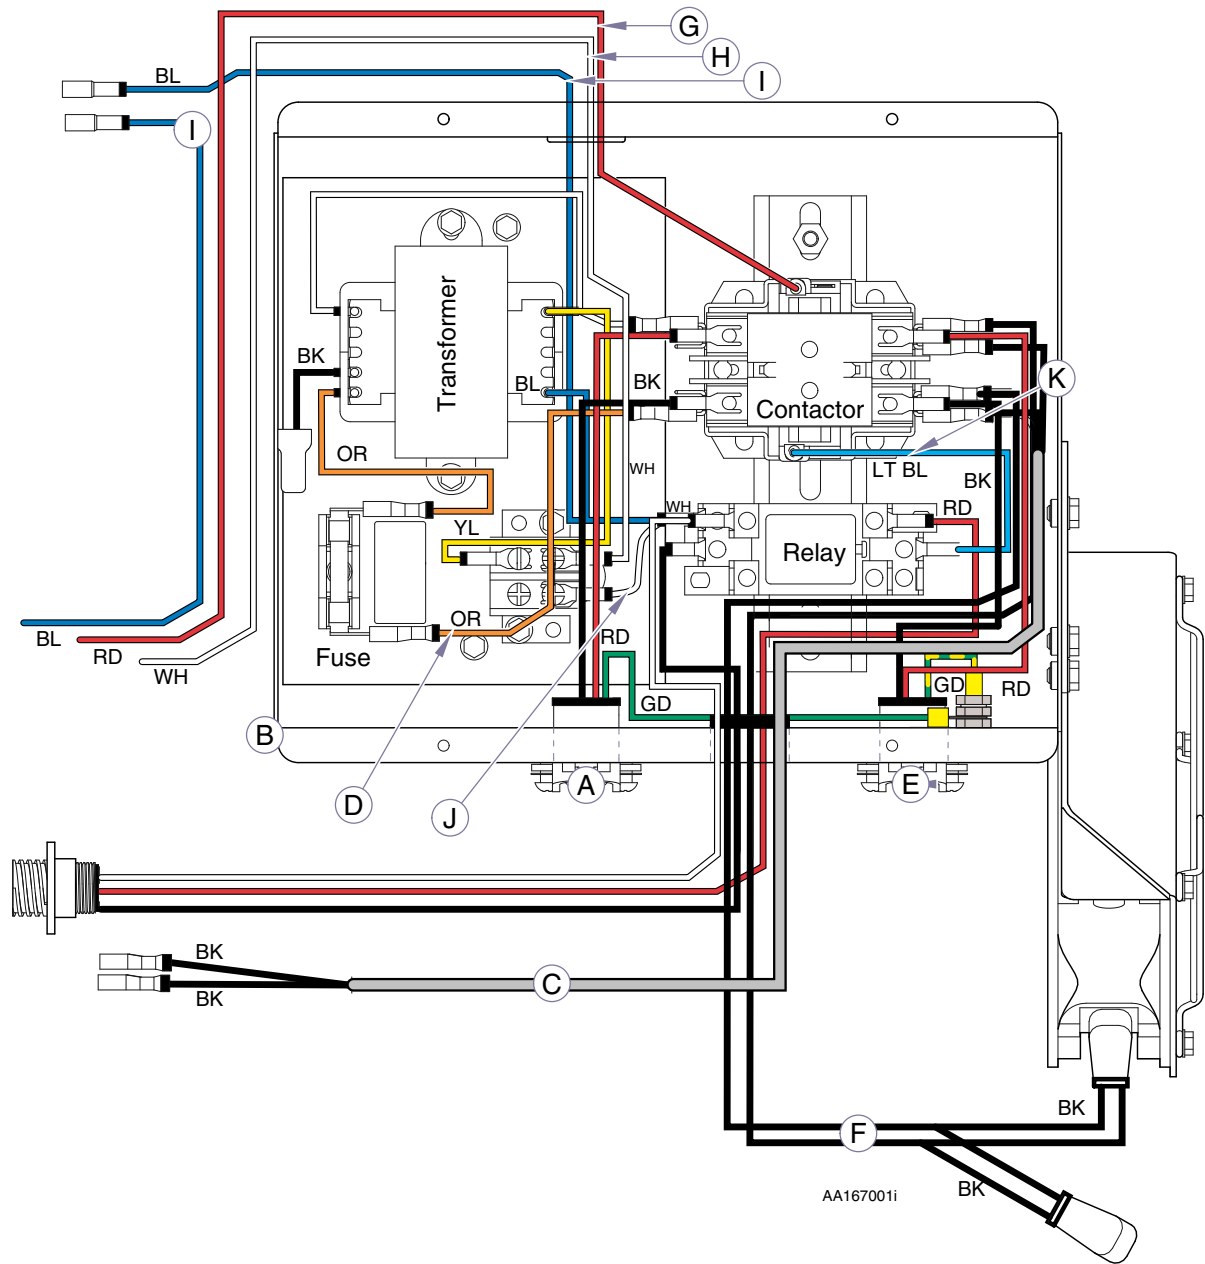 G
H
BL
I
I
K
Transformer
BK
BL
BK
Contactor
OR
WH
LT BL
BK
WH
RD
YL
Relay
OR
RD
Fuse
BL
RD
WH
GD
GD
RD
B
A
E
D
J
BK
BK
C
BK
F
BK
AA167001i